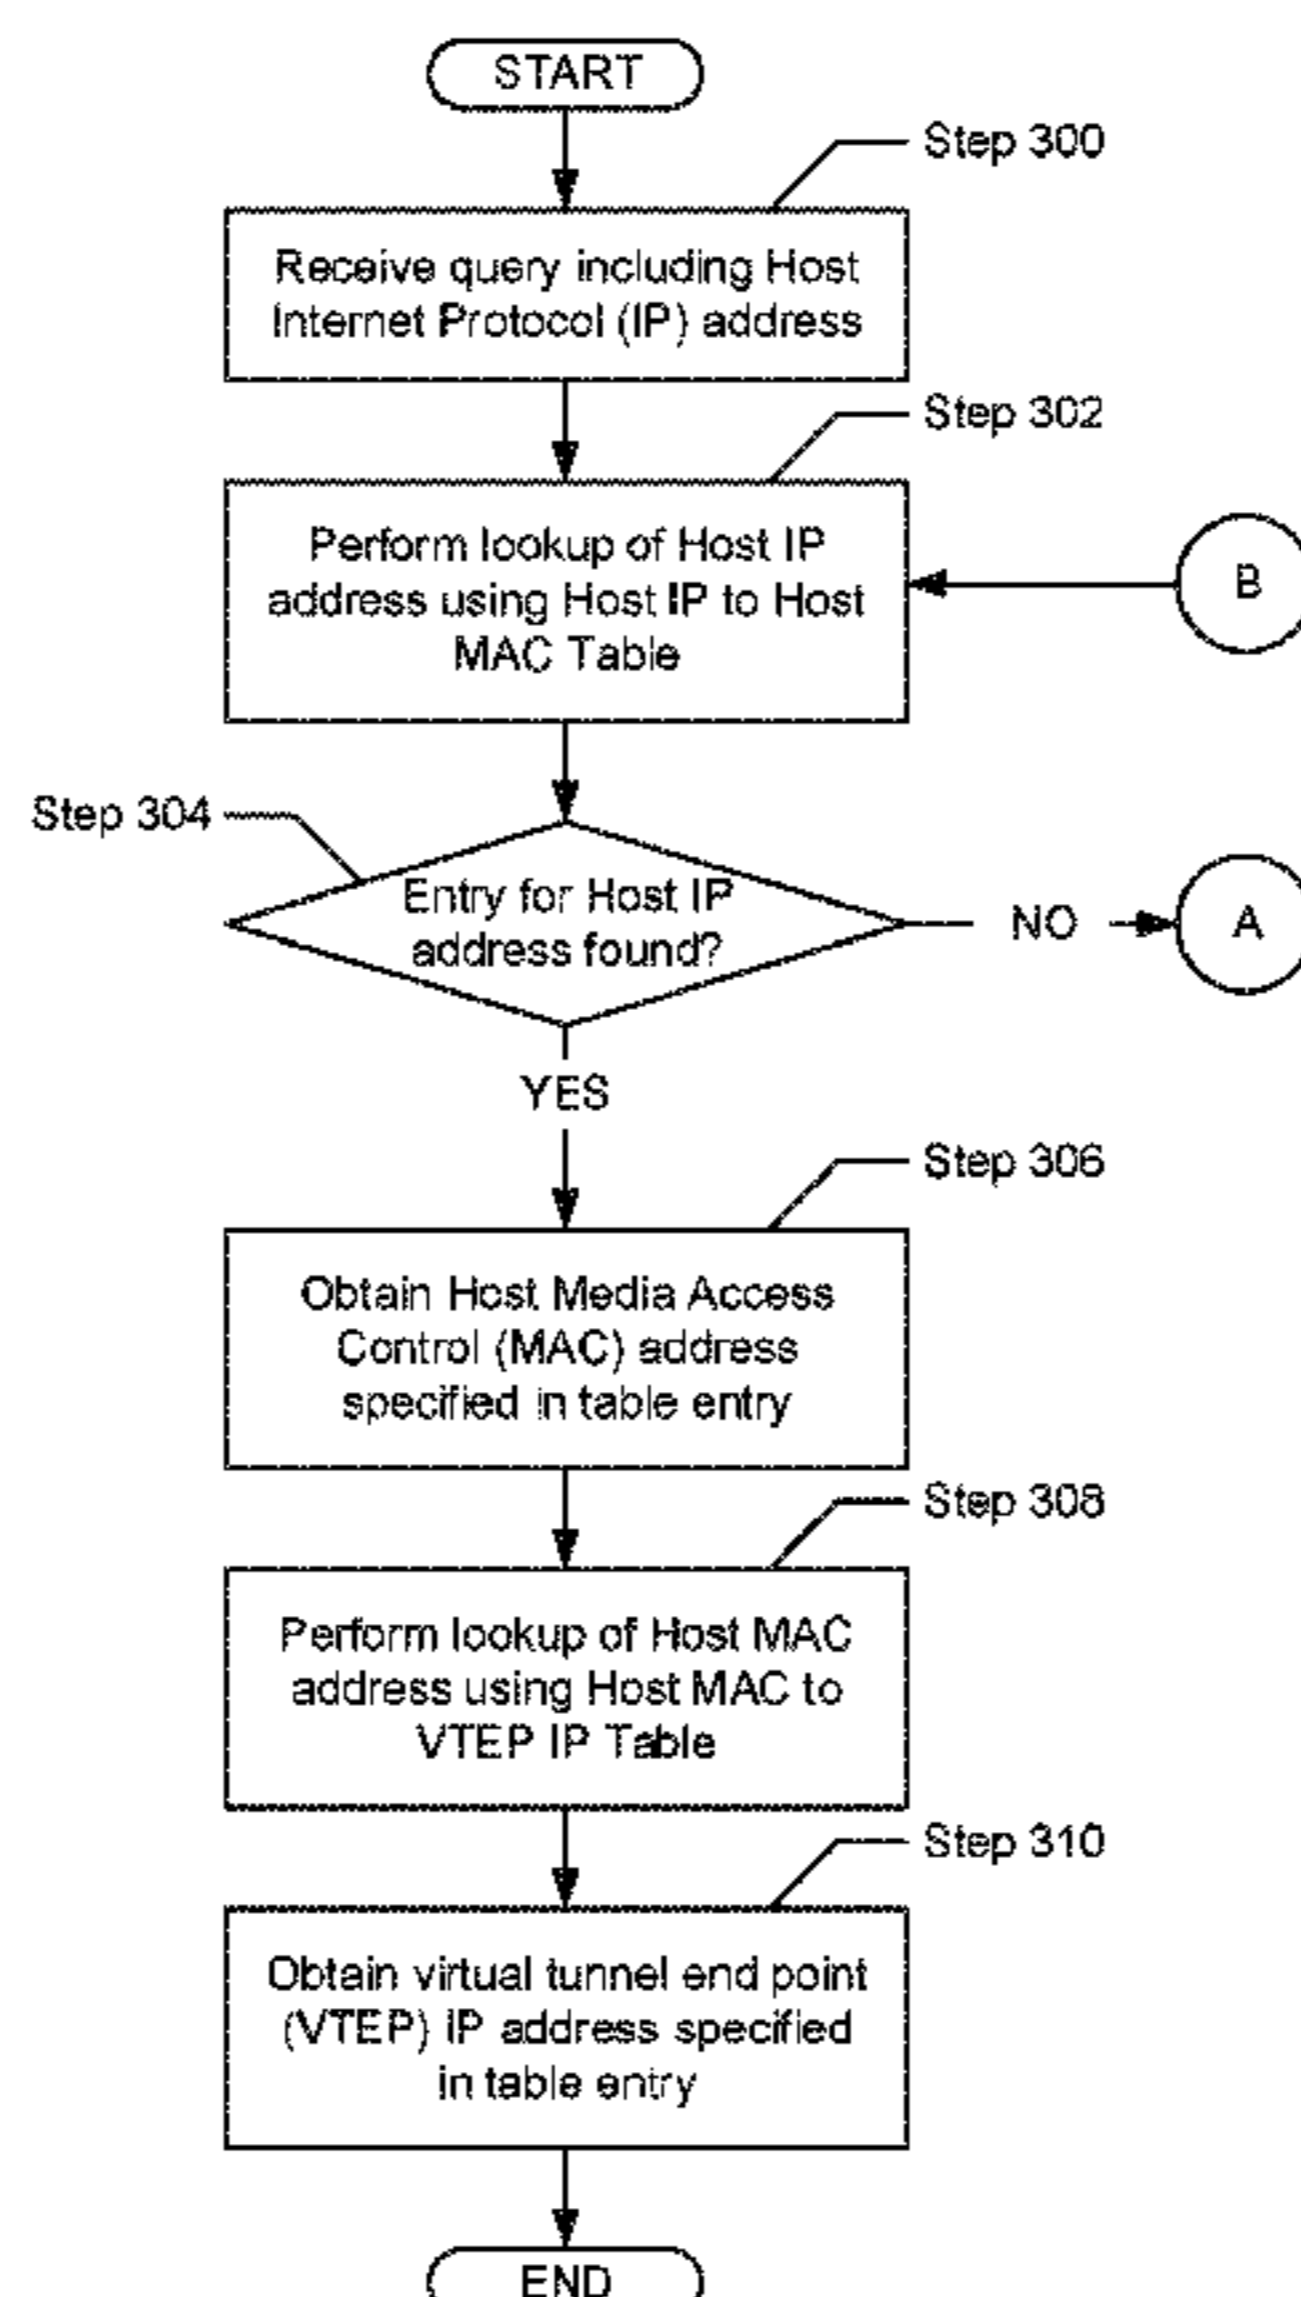 START
Step 300
Receive query including Host
Internet Protocol (IP) address
Step 302
Perform lookup of Host IP
address using Host IP to Host
MAC Table
B
Step 304
Entry for Host IP
address found?
NO
A
YES
Step 306
Obtain Host Media Access
Control (MAC) address
specified in table entry
Step 308
Perform lookup of Host MAC
address using Host MAC to
VTEP IP Table
Step 310
Obtain virtual tunnel end point
(VTEP) IP address specified
in table entry
END